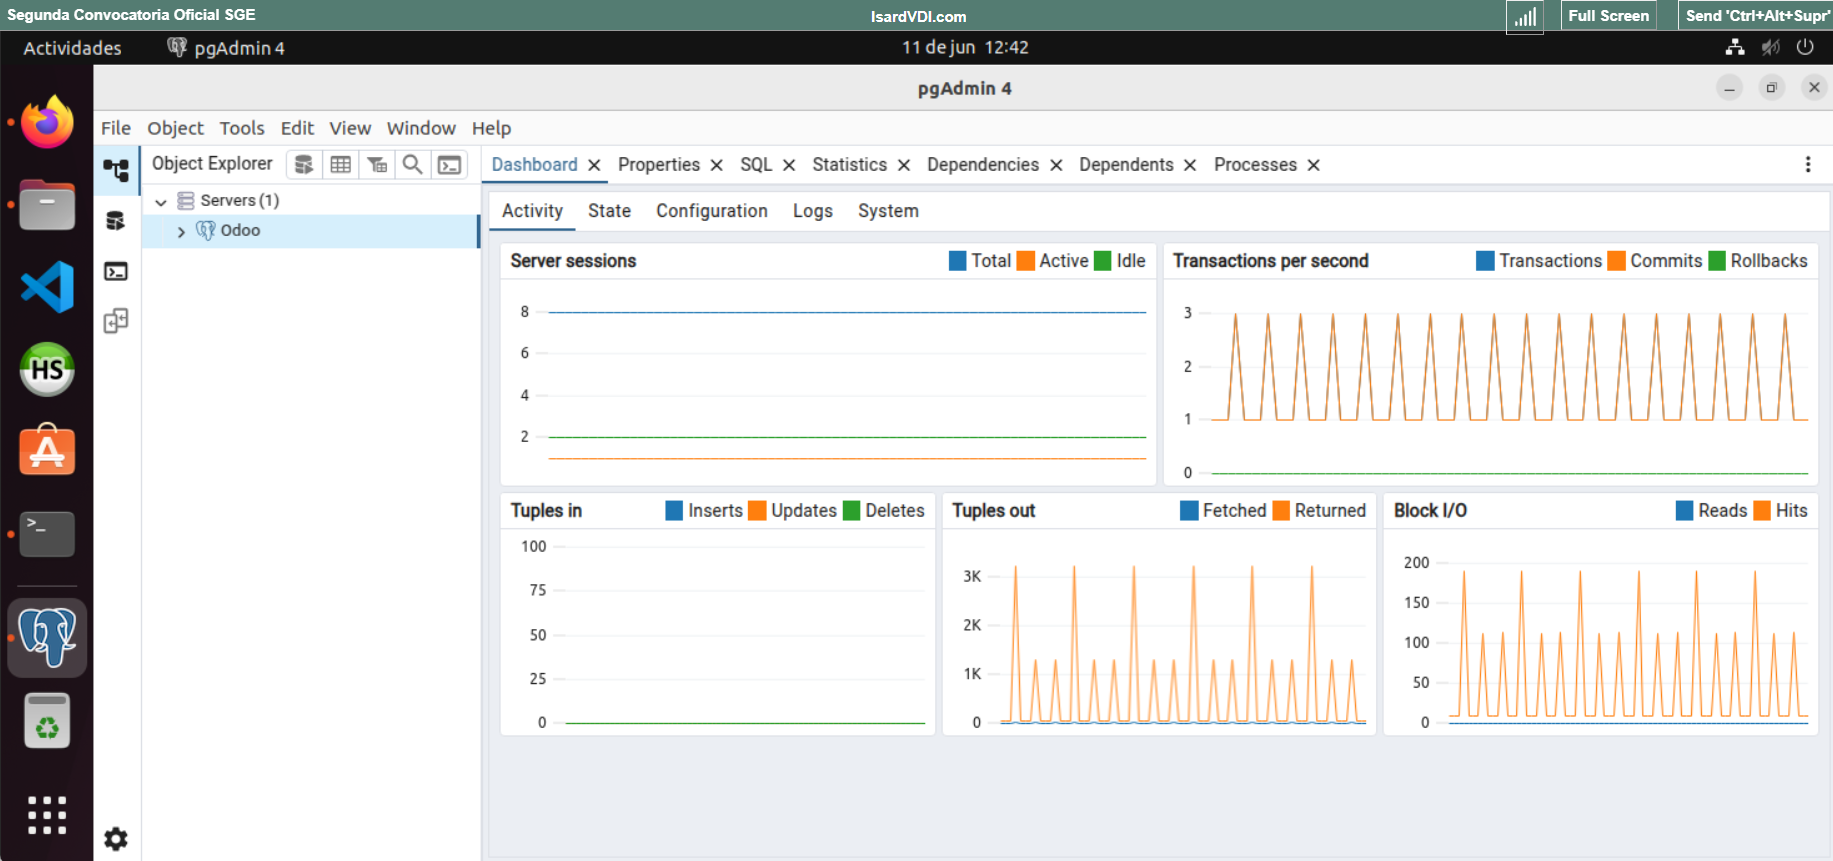 Segunda Convocatoria Oficial SGE
IsardVDI.com
Full Screen
Send 'Ctrl+Alt+Supr'
Actividades
pgAdmin 4
11 de jun 12:42
pgAdmin 4
File Object Tools Edit View Window Help
Object Explorer
Dashboard Properties SQL Statistics Dependencies Dependents Processes
Servers (1)
Odoo
Activity State Configuration Logs System
Server sessions
Total Active Idle
8
6
4
2
Transactions per second
Transactions Commits Rollbacks
3
2
1
0
Tuples in
Inserts Updates Deletes
100
75
50
25
0
Tuples out
Fetched Returned
3K
2K
1K
0
Block I/O
Reads Hits
200
150
100
50
0
HS